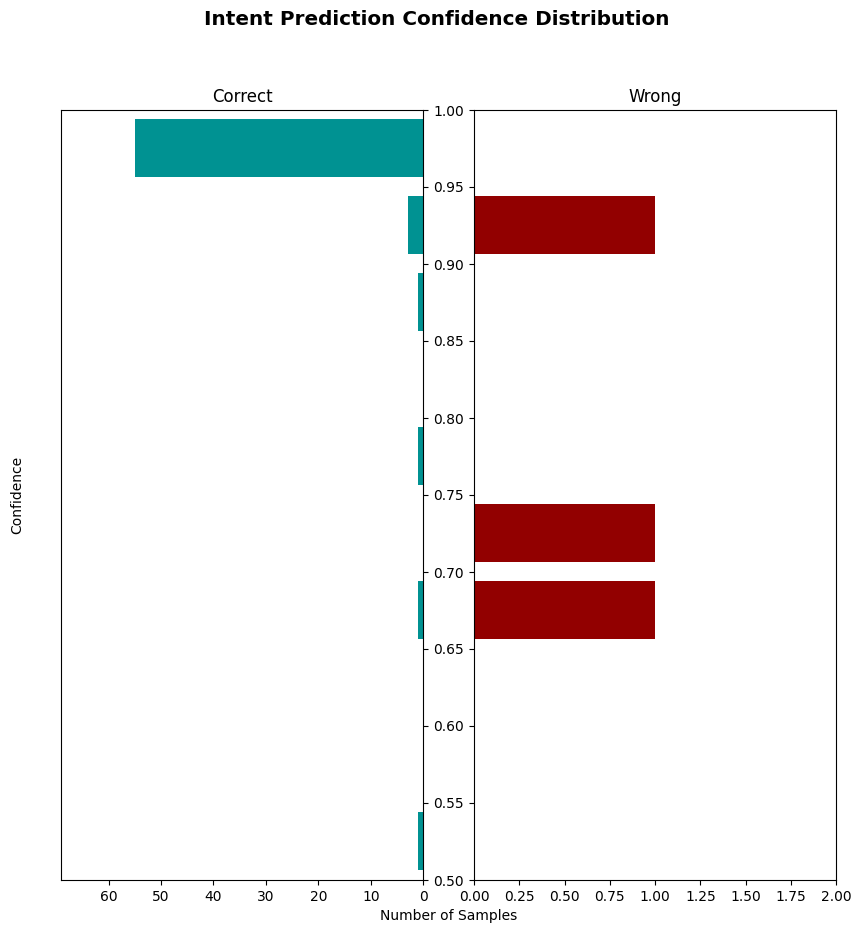 Intent Prediction Confidence Distribution
Correct
Wrong
1.00
0.95
0.90
0.85
0.80
0.75
0.70
0.65
0.60
0.55
0.50
Confidence
60 50 40 30 20 10 0
0.00 0.25 0.50 0.75 1.00 1.25 1.50 1.75 2.00
Number of Samples